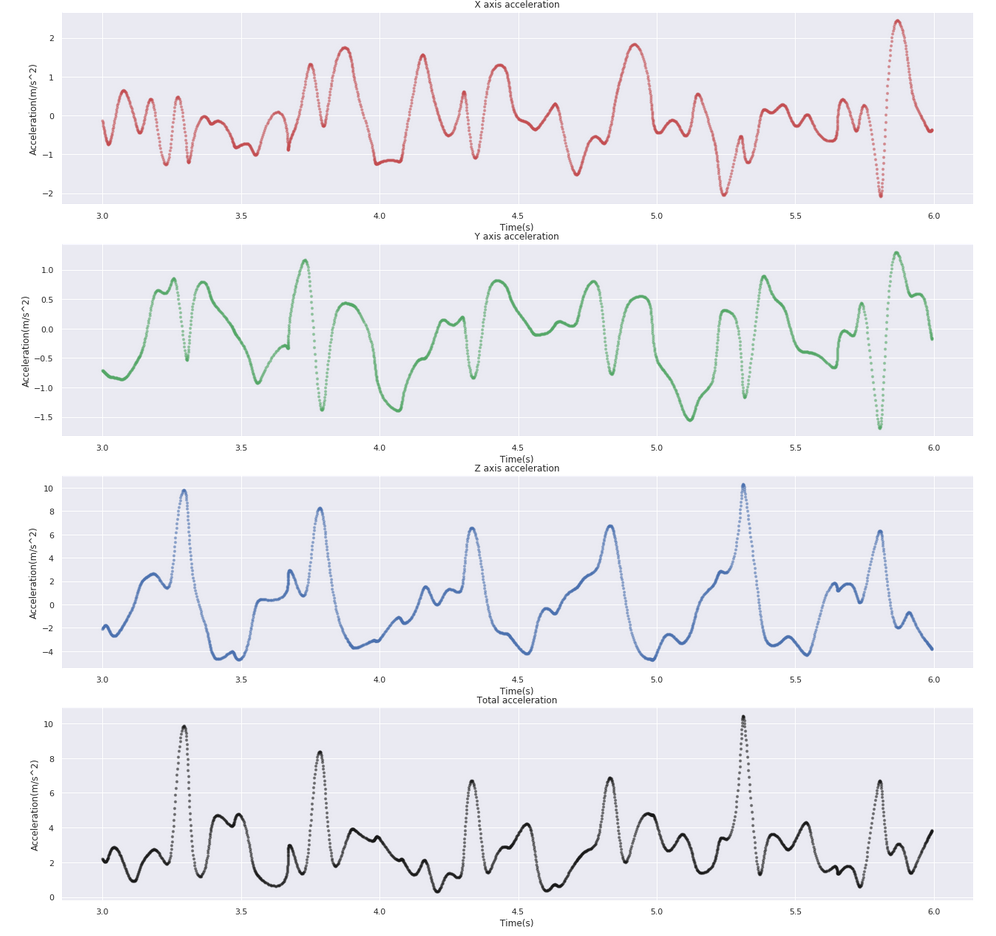 X axis acceleration
Acceleration(m/s^2)
2
1
0
−1
−2
3.0 3.5 4.0 4.5 5.0 5.5 6.0
Time(s)
Y axis acceleration
Acceleration(m/s^2)
1.0
0.5
0.0
−0.5
−1.0
−1.5
3.0 3.5 4.0 4.5 5.0 5.5 6.0
Time(s)
Z axis acceleration
Acceleration(m/s^2)
10
8
6
4
2
0
−2
−4
3.0 3.5 4.0 4.5 5.0 5.5 6.0
Time(s)
Total acceleration
Acceleration(m/s^2)
10
8
6
4
2
0
3.0 3.5 4.0 4.5 5.0 5.5 6.0
Time(s)